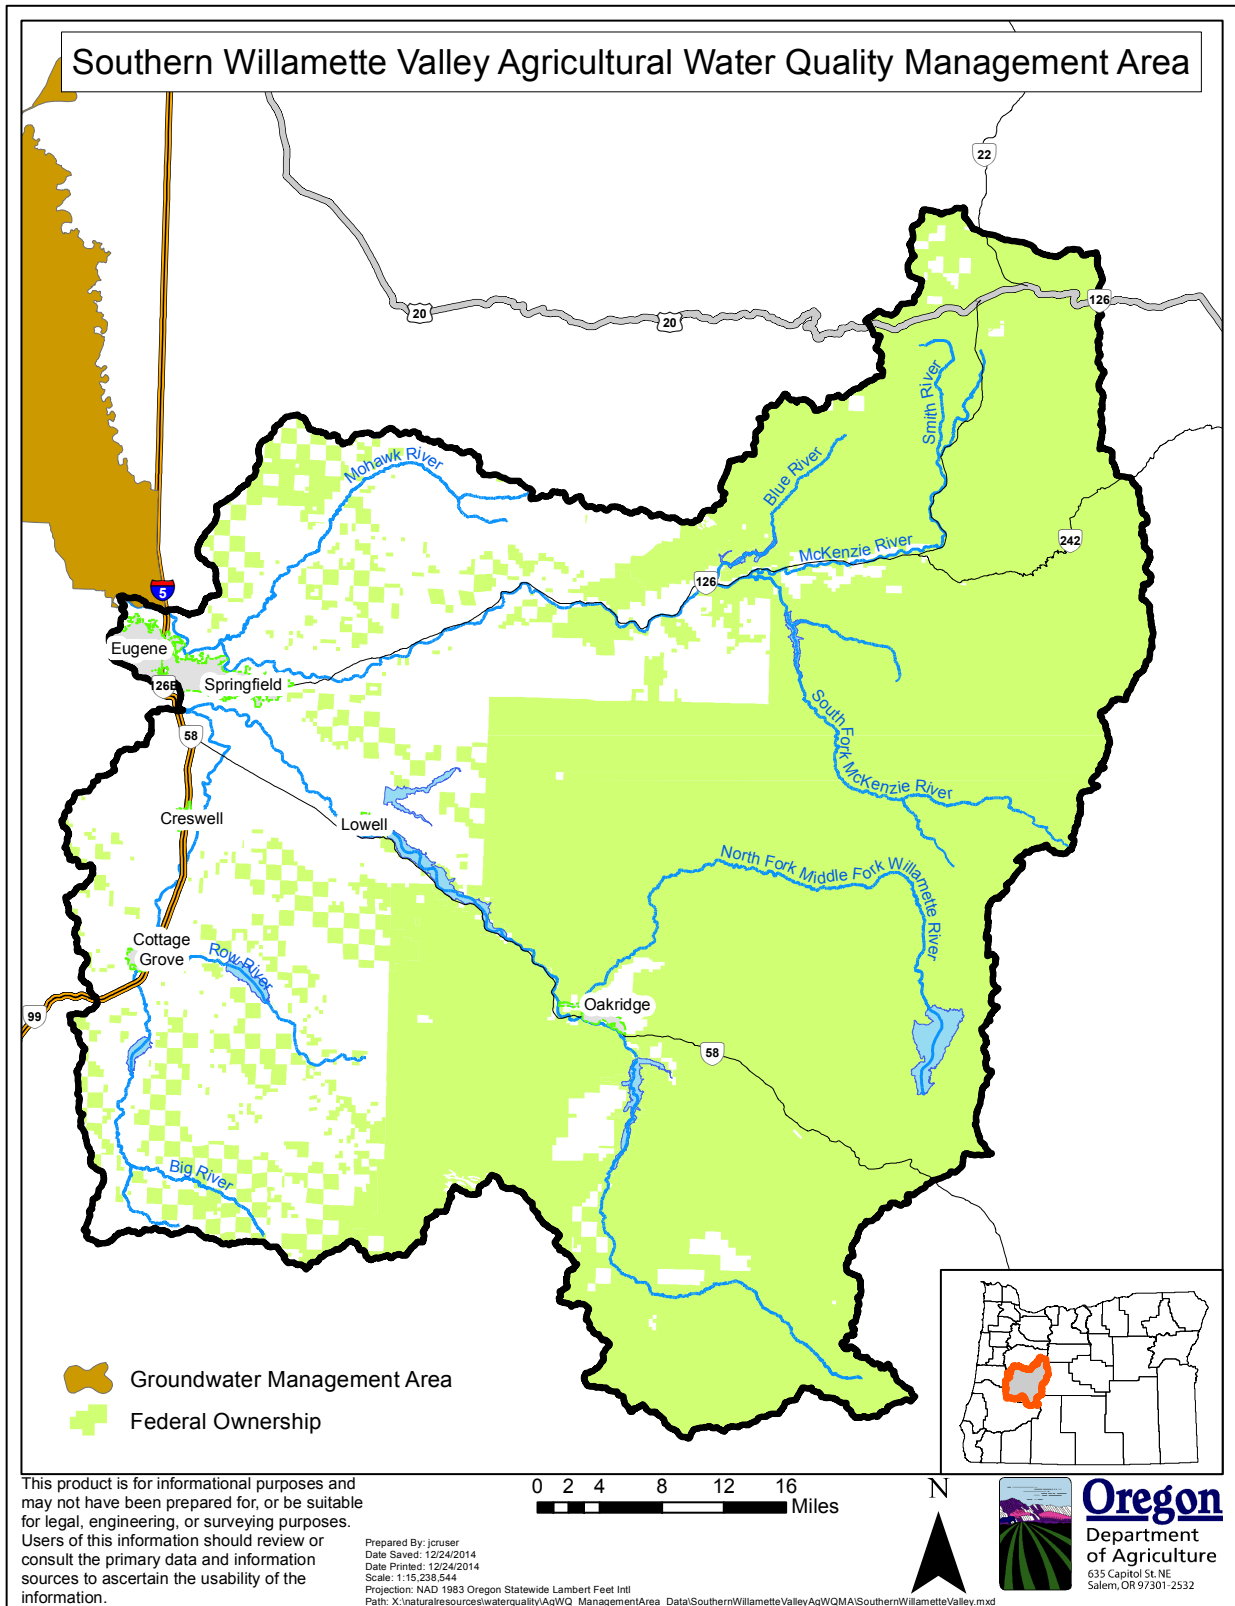 Southern Willamette Valley Agricultural Water Quality Management Area
22
20
20
126
Smith River
Mohawk River
Blue River
McKenzie River
242
126
5
Eugene
126B
Springfield
58
South Fork McKenzie River
Creswell
Lowell
North Fork Middle Fork Willamette River
Cottage
Grove
Row River
Oakridge
99
58
Big River
Groundwater Management Area
Federal Ownership
This product is for informational purposes and
may not have been prepared for, or be suitable
for legal, engineering, or surveying purposes.
Users of this information should review or
consult the primary data and information
sources to ascertain the usability of the
information.
0 2 4 8 12 16
Miles
Prepared By: jcruser
Date Saved: 12/24/2014
Date Printed: 12/24/2014
Scale: 1:15,238,544
Projection: NAD 1983 Oregon Statewide Lambert Feet Intl
Path: X:\naturalresources\waterquality\AgWQ_ManagementArea_Data\SouthernWillametteValleyAgWQMA\SouthernWillametteValley.mxd
N
Oregon
Department
of Agriculture
635 Capitol St. NE
Salem, OR 97301-2532